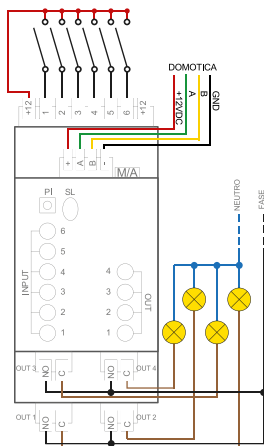 +12 1 2 3 4 5 6 +12
DOMOTICA
+12VDC A B GND
+ A B -
M/A
PI SL
NEUTRO
FASE
INPUT
6
5
4
3
2
1
4
3
2
1
OUT
OUT 3 NO C NO C OUT 4
OUT 1 NO C NO C OUT 2